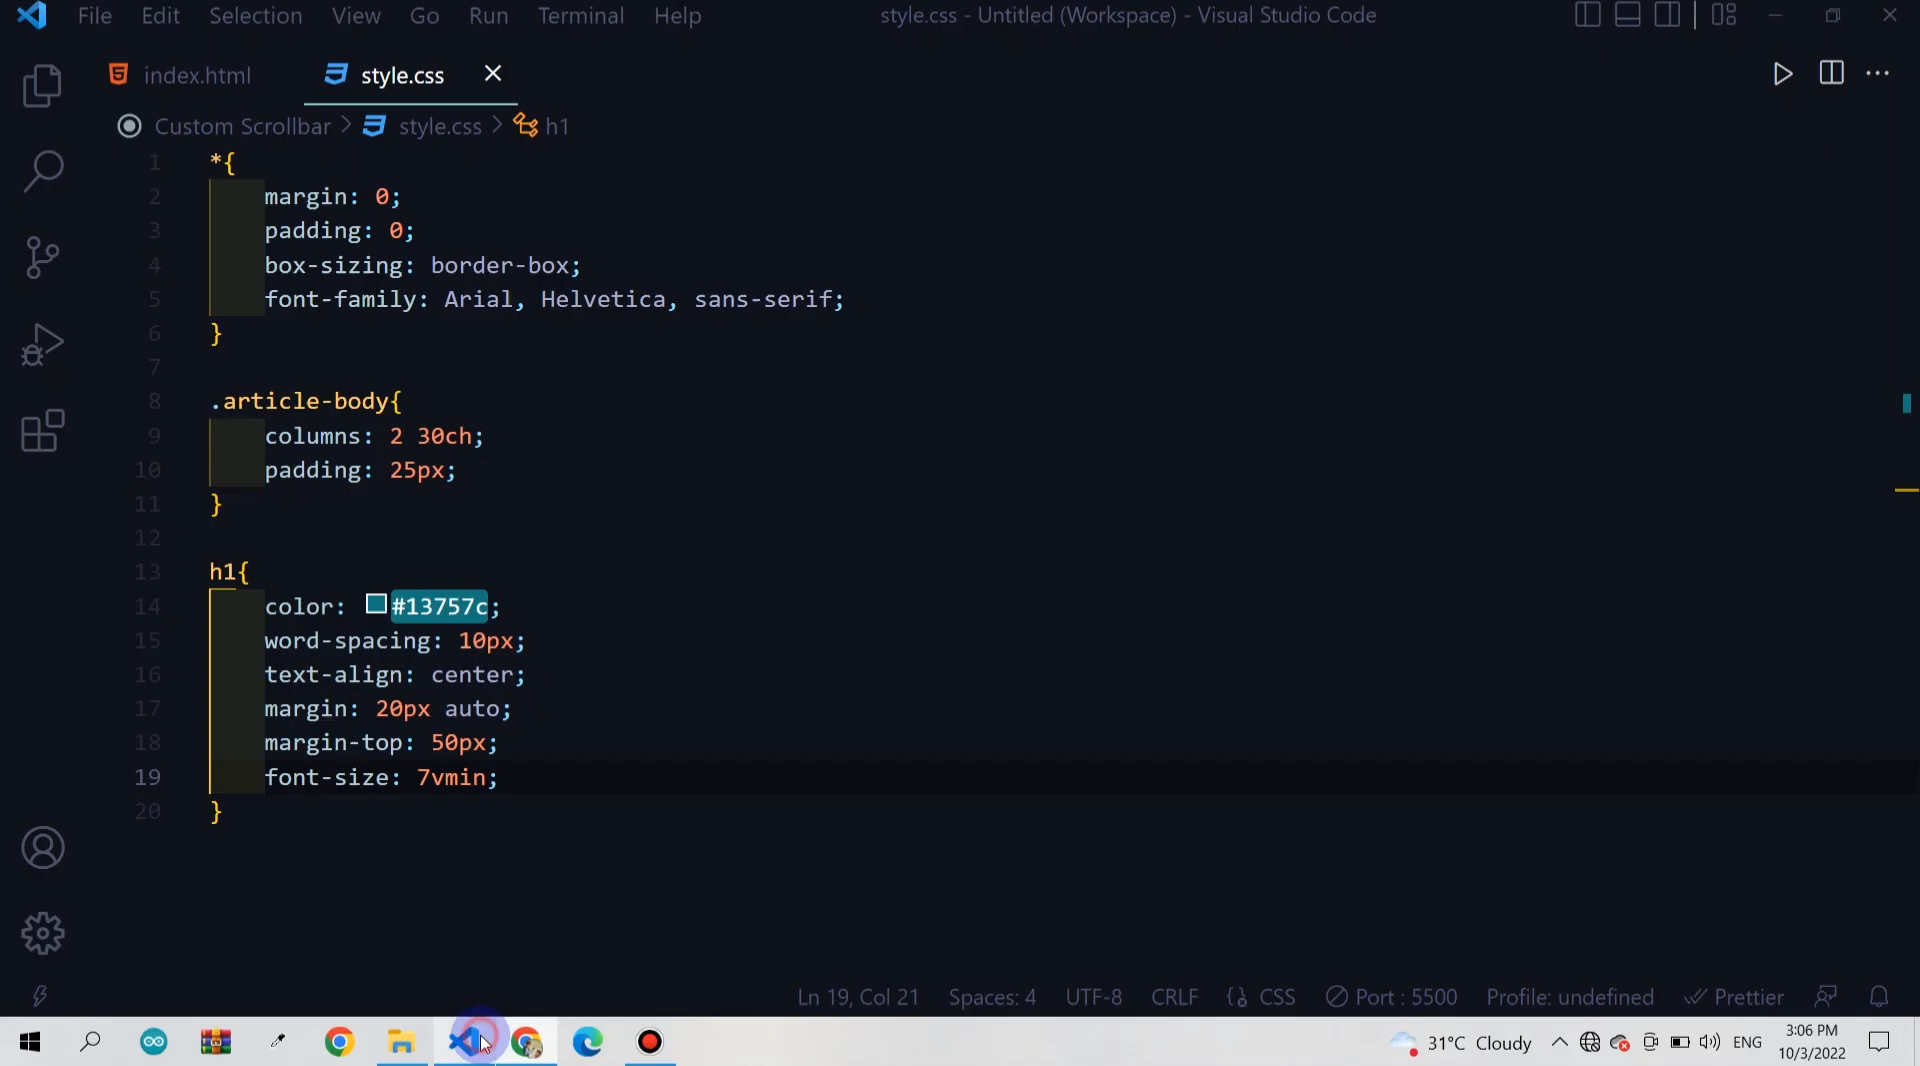 File Edit Selection View Go Run Terminal Help style.css - Untitled (Workspace) - Visual Studio Code
index.html style.css
Custom Scrollbar > style.css > h1
1 *{
2 margin: 0;
3 padding: 0;
4 box-sizing: border-box;
5 font-family: Arial, Helvetica, sans-serif;
6 }
7
8 .article-body{
9 columns: 2 30ch;
10 padding: 25px;
11 }
12
13 h1{
14 color: #13757c;
15 word-spacing: 10px;
16 text-align: center;
17 margin: 20px auto;
18 margin-top: 50px;
19 font-size: 7vmin;
20 }
Ln 19, Col 21 Spaces: 4 UTF-8 CRLF CSS Port : 5500 Profile: undefined Prettier
31°C Cloudy ENG 3:06 PM
10/3/2022